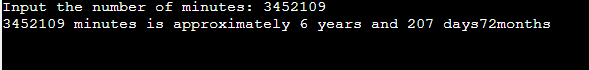 Input the number of minutes: 3452109
3452109 minutes is approximately 6 years and 207 days72months